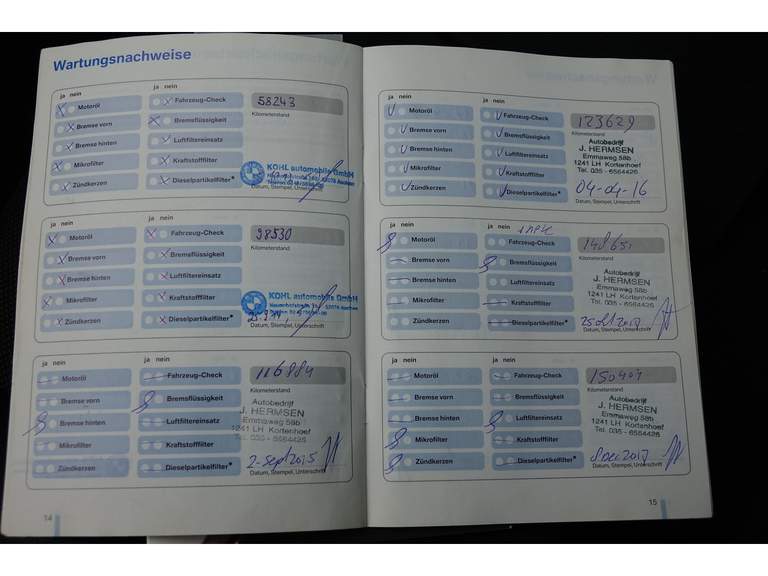 Wartungsnachweise
ja nein ja nein
Motoröl Fahrzeug-Check 58243
Kilometerstand
Bremse vorn Bremsflüssigkeit
Bremse hinten Luftfiltereinsatz
Mikrofilter Kraftstofffilter
KOHL automobile GmbH
Zündkerzen Dieselpartikelfilter*
Datum, Stempel, Unterschrift
ja nein ja nein
Motoröl Fahrzeug-Check 98530
Kilometerstand
Bremse vorn Bremsflüssigkeit
Bremse hinten Luftfiltereinsatz
Mikrofilter Kraftstofffilter
KOHL automobile GmbH
Zündkerzen Dieselpartikelfilter*
Datum, Stempel, Unterschrift
ja nein ja nein
Motoröl Fahrzeug-Check 116884
Kilometerstand
Bremse vorn Bremsflüssigkeit
Autobedrijf
J. HERMSEN
Emmaweg 58b
1241 LH Kortenhoef
Tel. 035 - 6564426
Bremse hinten Luftfiltereinsatz
Mikrofilter Kraftstofffilter
Zündkerzen Dieselpartikelfilter*
2-sept 2015
Datum, Stempel, Unterschrift
14
ja nein ja nein
Motoröl Fahrzeug-Check 123629
Kilometerstand
Bremse vorn Bremsflüssigkeit
Autobedrijf
J. HERMSEN
Emmaweg 58b
1241 LH Kortenhoef
Tel. 035 - 6564426
Bremse hinten Luftfiltereinsatz
Mikrofilter Kraftstofffilter
Zündkerzen Dieselpartikelfilter*
04-04-16
Datum, Stempel, Unterschrift
ja nein ja nein
Motoröl Fahrzeug-Check
Kilometerstand
Bremse vorn Bremsflüssigkeit
Autobedrijf
J. HERMSEN
Emmaweg 58b
1241 LH Kortenhoef
Tel. 035 - 6564426
Bremse hinten Luftfiltereinsatz
Mikrofilter Kraftstofffilter
Zündkerzen Dieselpartikelfilter*
Datum, Stempel, Unterschrift
ja nein ja nein
Motoröl Fahrzeug-Check 150401
Kilometerstand
Bremse vorn Bremsflüssigkeit
Autobedrijf
J. HERMSEN
Emmaweg 58b
1241 LH Kortenhoef
Tel. 035 - 6564426
Bremse hinten Luftfiltereinsatz
Mikrofilter Kraftstofffilter
Zündkerzen Dieselpartikelfilter*
Datum, Stempel, Unterschrift
15